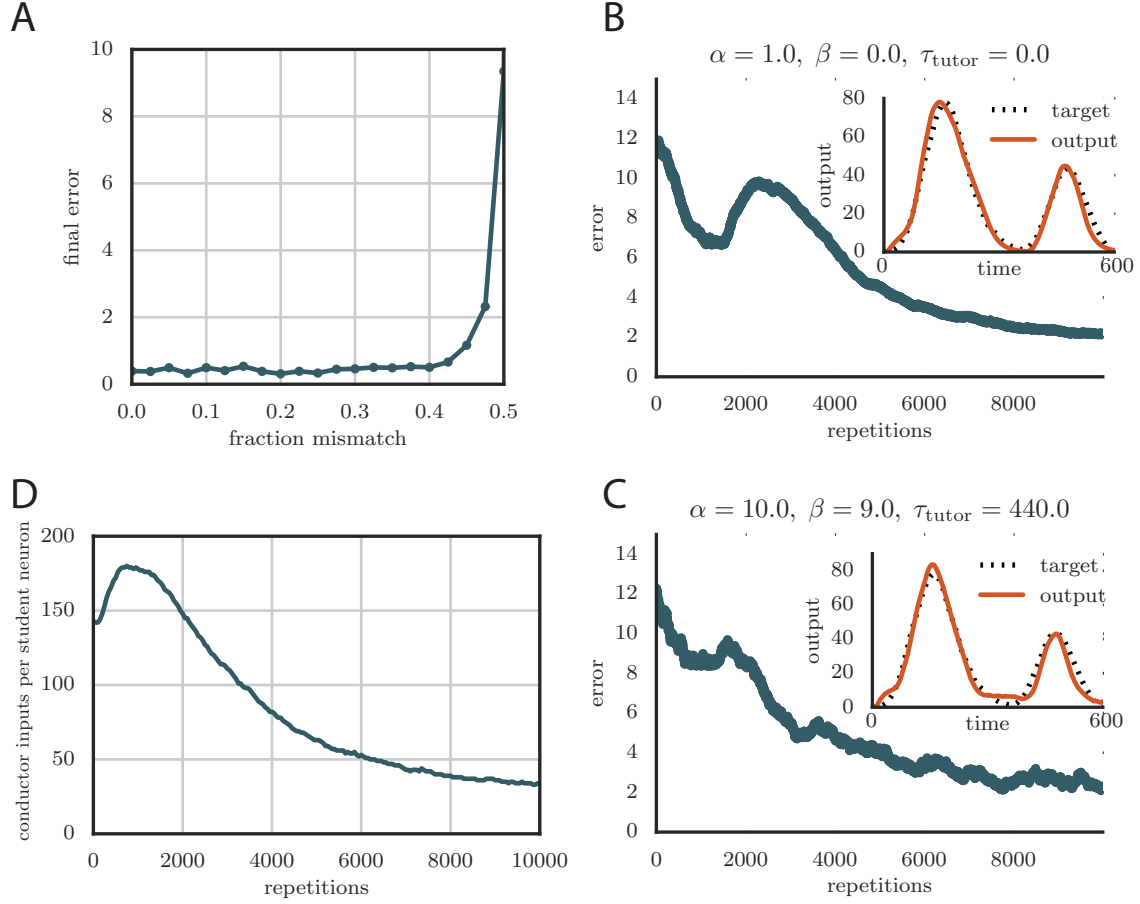 A
10
8
6
4
2
0
final error
0.0 0.1 0.2 0.3 0.4 0.5
fraction mismatch
B
α = 1.0, β = 0.0, τtutor = 0.0
14
12
10
8
6
4
2
0
error
0 2000 4000 6000 8000
repetitions
80
60
40
20
0
output
0 600
time
target
output
D
200
150
100
50
0
conductor inputs per student neuron
0 2000 4000 6000 8000 10000
repetitions
C
α = 10.0, β = 9.0, τtutor = 440.0
14
12
10
8
6
4
2
0
error
0 2000 4000 6000 8000
repetitions
80
60
40
20
0
output
0 600
time
target
output